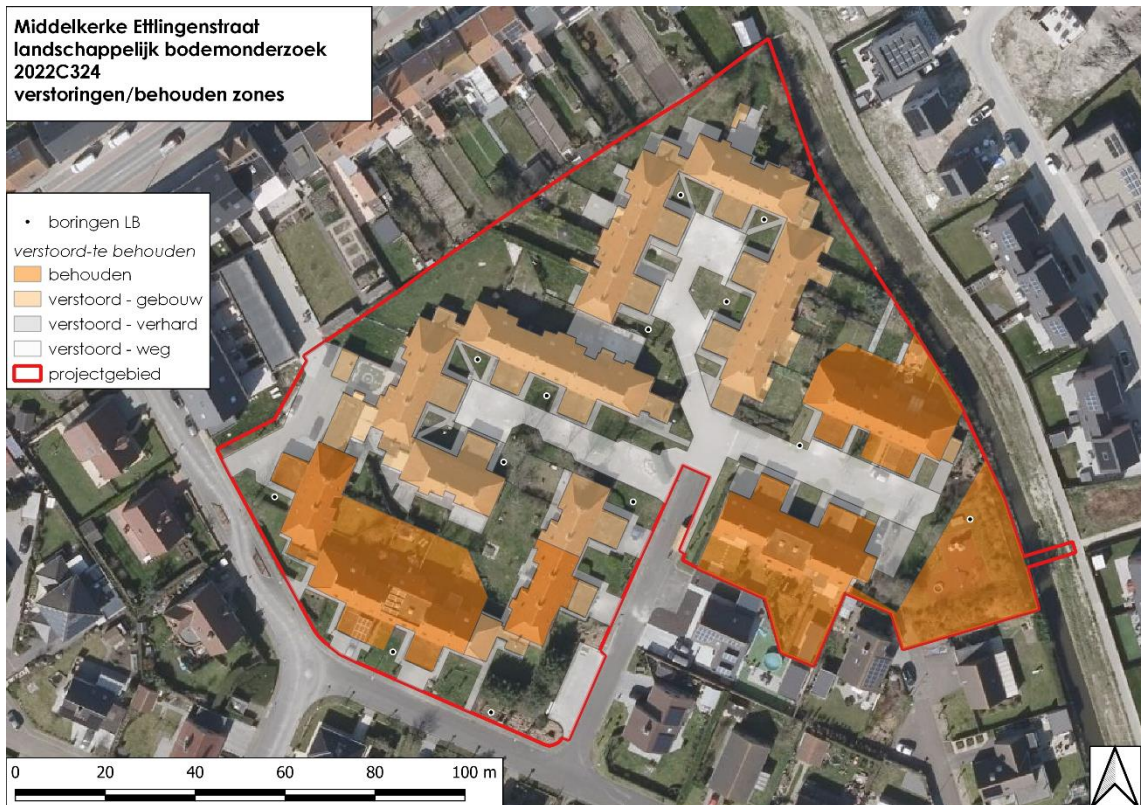 Middelkerke Ettlingenstraat
landschappelijk bodemonderzoek
2022C324
verstoringen/behouden zones
boringen LB
verstoord-te behouden
behouden
verstoord - gebouw
verstoord - verhard
verstoord - weg
projectgebied
0 20 40 60 80 100 m